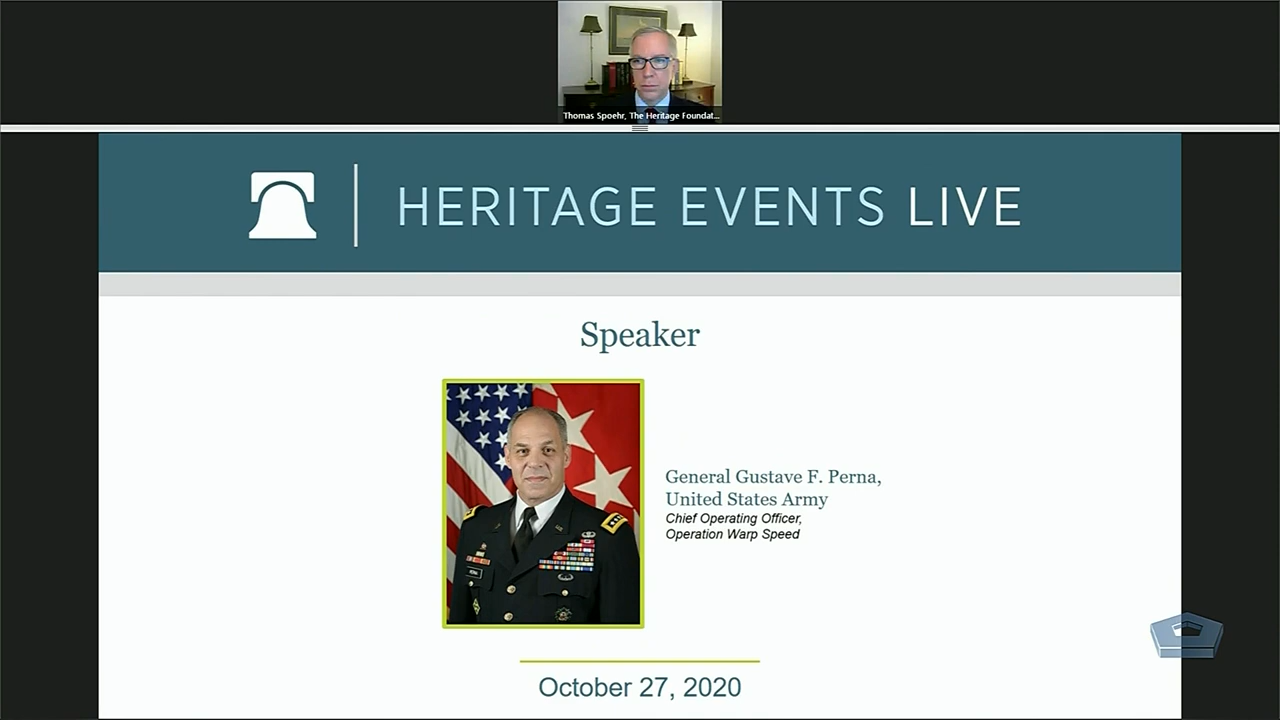 Thomas Spoehr, The Heritage Foundat...
HERITAGE EVENTS LIVE
Speaker
General Gustave F. Perna,
United States Army
Chief Operating Officer,
Operation Warp Speed
October 27, 2020